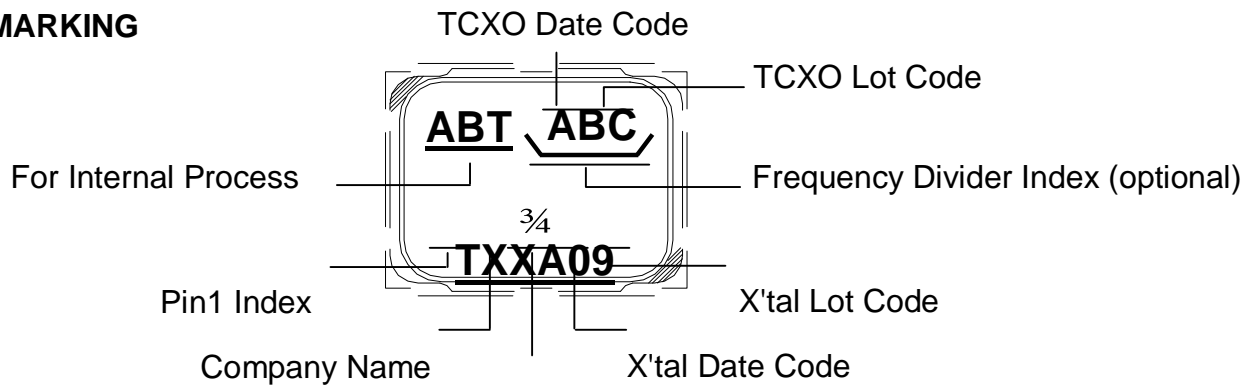 MARKING
TCXO Date Code
TCXO Lot Code
ABT ABC
For Internal Process
Frequency Divider Index (optional)
¾
TXXA09
Pin1 Index
X'tal Lot Code
Company Name
X'tal Date Code